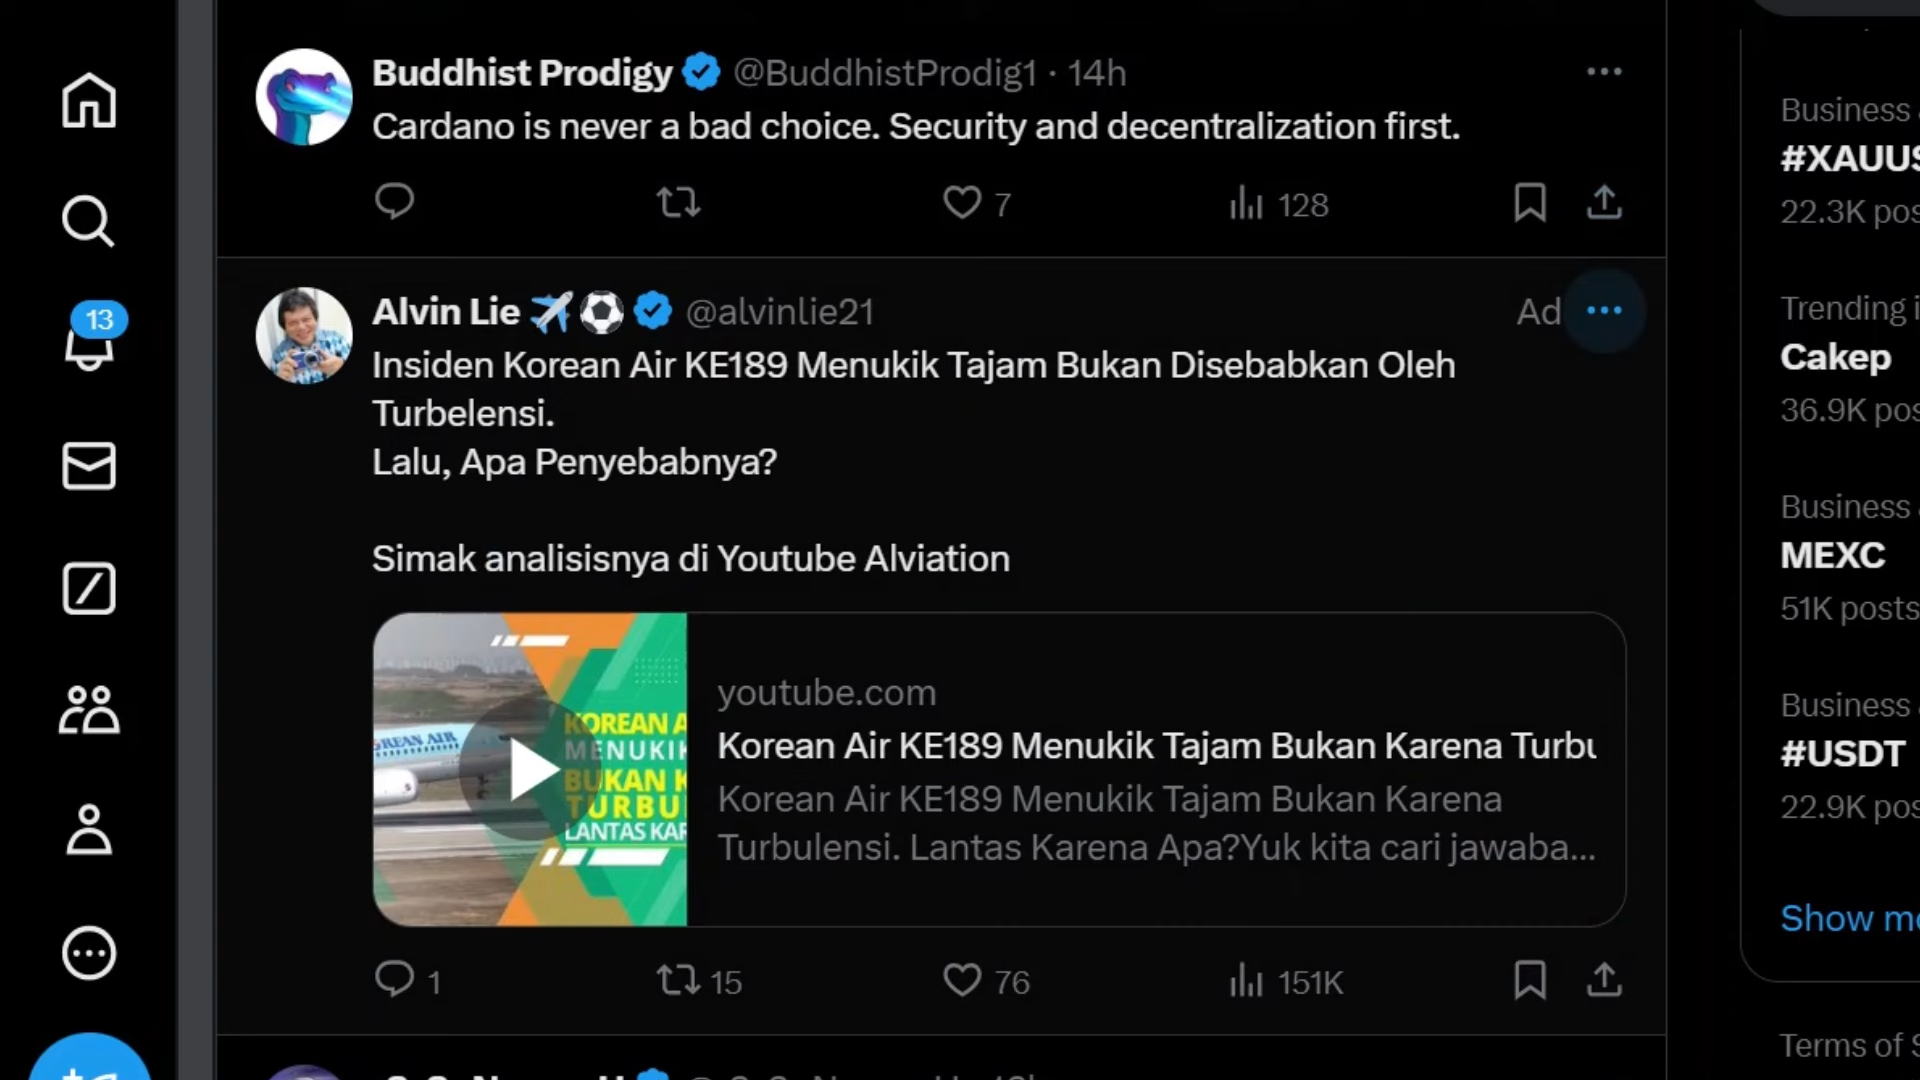 Buddhist Prodigy @BuddhistProdig1 · 14h
Cardano is never a bad choice. Security and decentralization first.
7 128
13
Alvin Lie ✈️⚽ @alvinlie21 Ad
Insiden Korean Air KE189 Menukik Tajam Bukan Disebabkan Oleh
Turbelensi.
Lalu, Apa Penyebabnya?
Simak analisisnya di Youtube Alviation
REAN AIR
KOREAN A
MENUKIK
BUKAN K
TURBU
LANTAS KAR
youtube.com
Korean Air KE189 Menukik Tajam Bukan Karena Turbu
Korean Air KE189 Menukik Tajam Bukan Karena
Turbulensi. Lantas Karena Apa?Yuk kita cari jawaba...
1 15 76 151K
Business
#XAUUS
22.3K pos
Trending i
Cakep
36.9K pos
Business
MEXC
51K posts
Business
#USDT
22.9K pos
Show mo
Terms of S